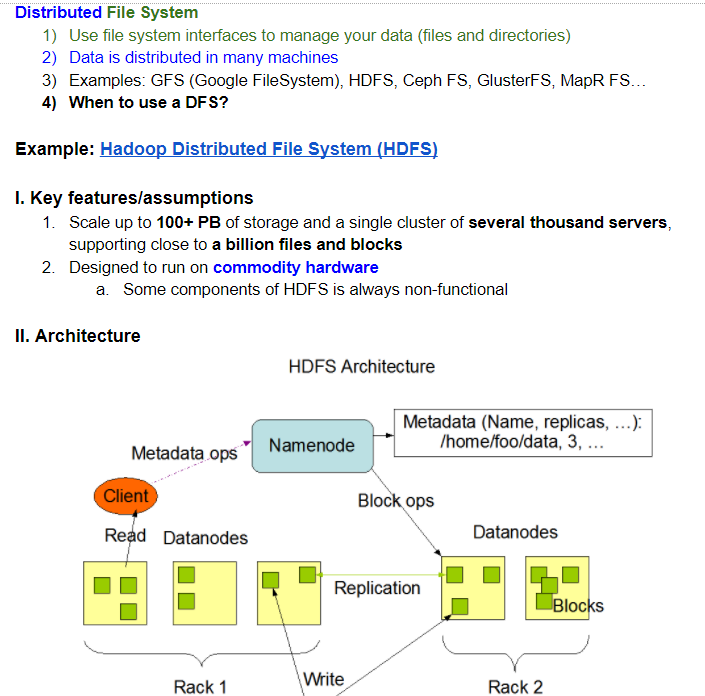 Distributed File System
1) Use file system interfaces to manage your data (files and directories)
2) Data is distributed in many machines
3) Examples: GFS (Google FileSystem), HDFS, Ceph FS, GlusterFS, MapR FS…
4) When to use a DFS?
Example: Hadoop Distributed File System (HDFS)
I. Key features/assumptions
1. Scale up to 100+ PB of storage and a single cluster of several thousand servers,
supporting close to a billion files and blocks
2. Designed to run on commodity hardware
a. Some components of HDFS is always non-functional
II. Architecture
HDFS Architecture
Metadata (Name, replicas, ...):
/home/foo/data, 3, ...
Namenode
Metadata ops
Client
Block ops
Read
Datanodes
Datanodes
Replication
Blocks
Write
Rack 1
Rack 2